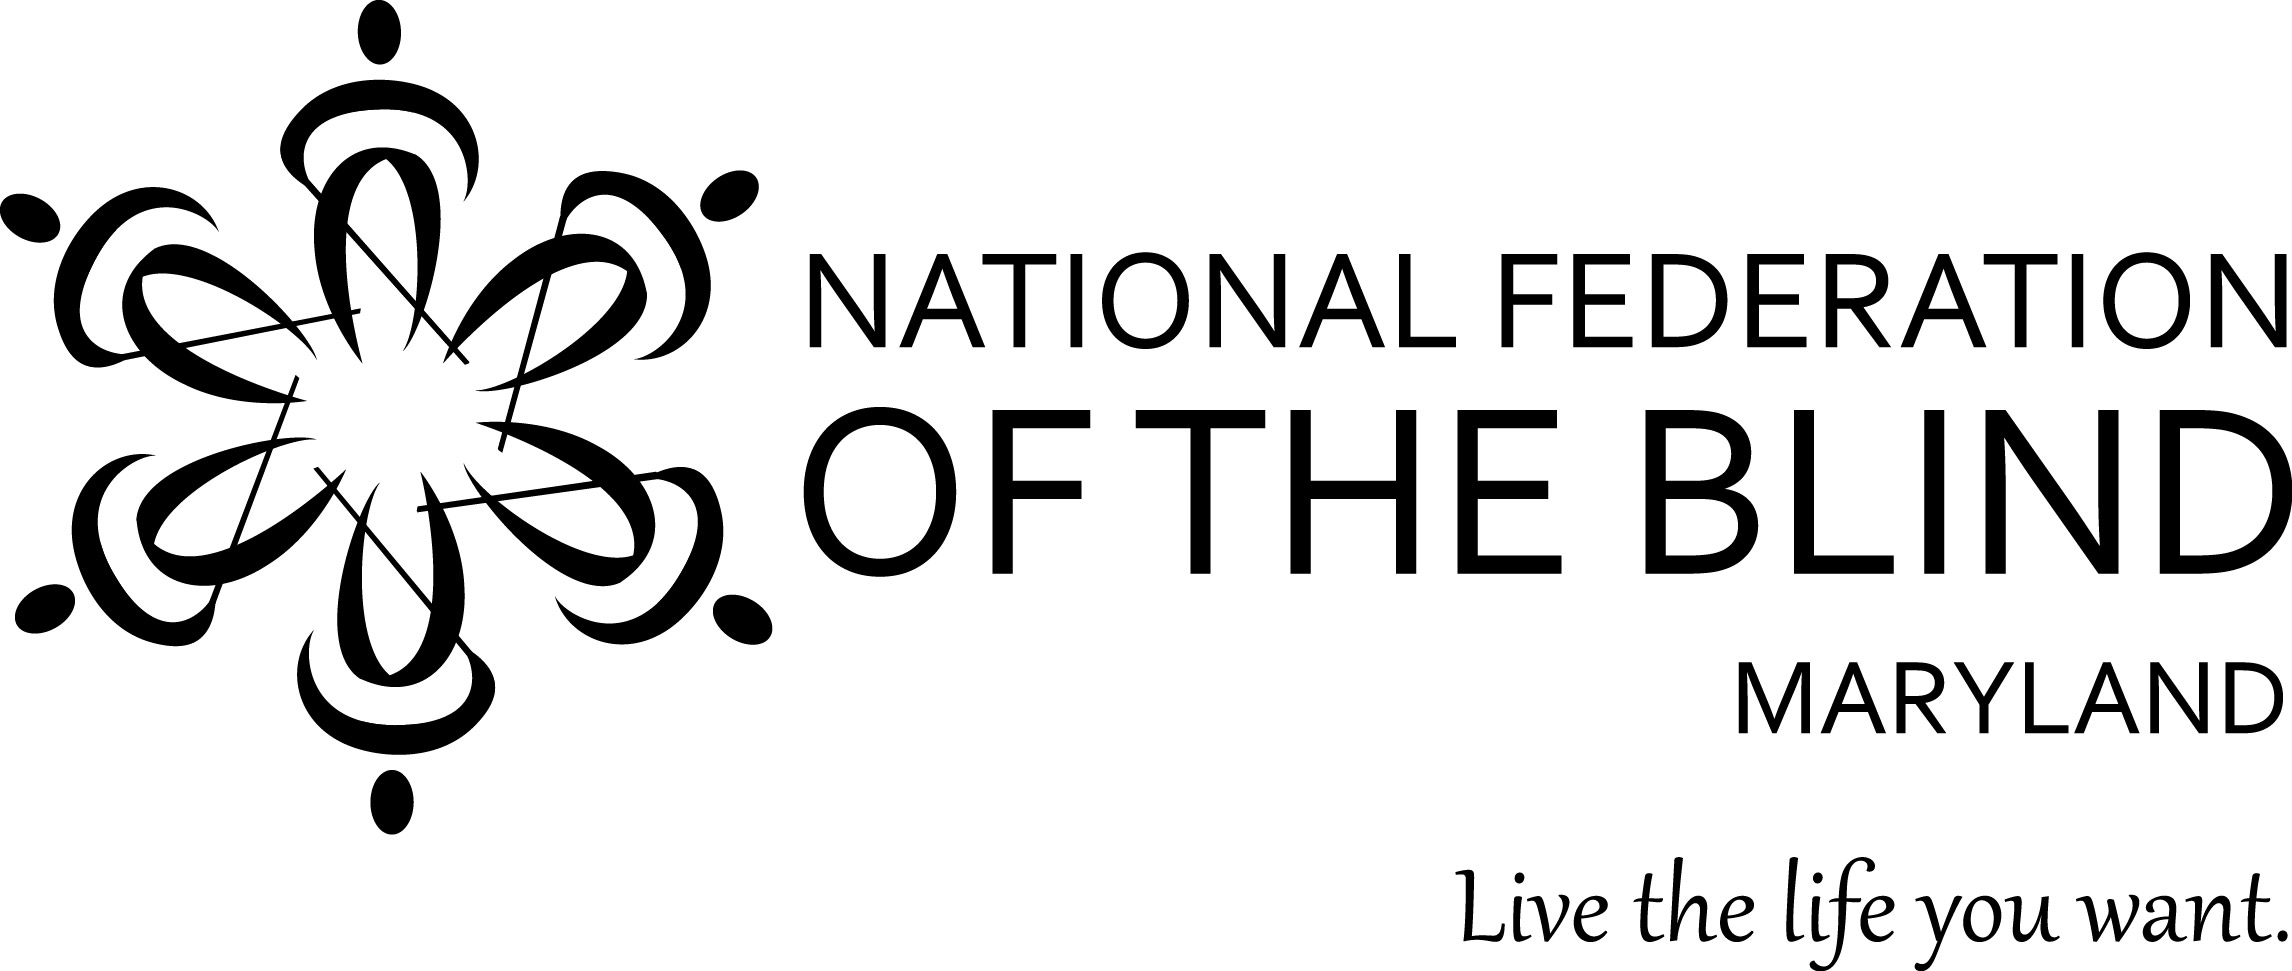 NATIONAL FEDERATION
OF THE BLIND
MARYLAND
Live the life you want.